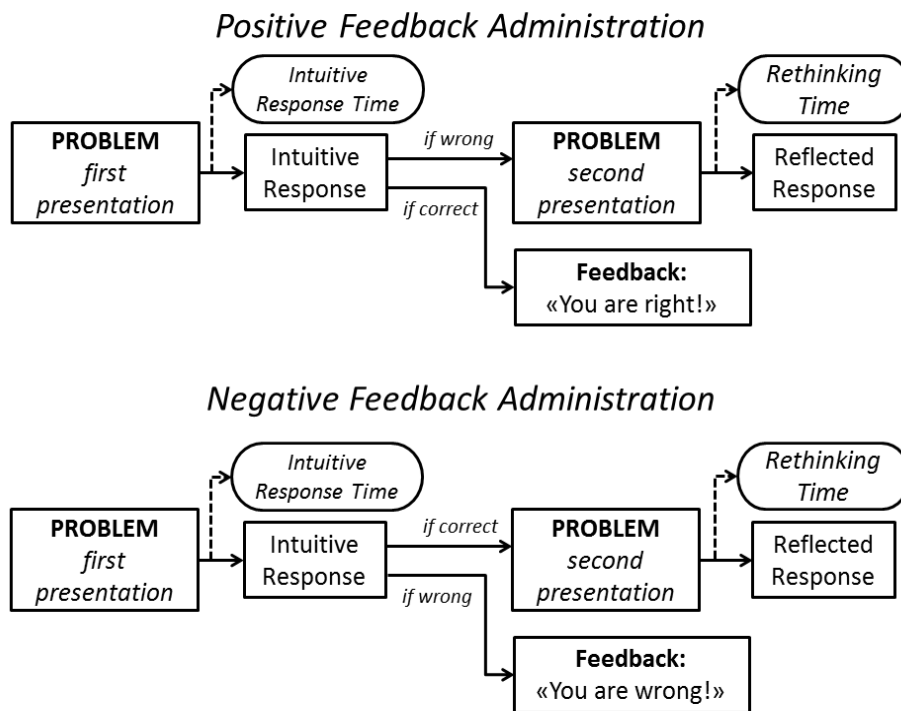 Positive Feedback Administration
Intuitive
Response Time
Rethinking
Time
PROBLEM
first
presentation
Intuitive
Response
if wrong
if correct
PROBLEM
second
presentation
Reflected
Response
Feedback:
«You are right!»
Negative Feedback Administration
Intuitive
Response Time
Rethinking
Time
PROBLEM
first
presentation
Intuitive
Response
if correct
if wrong
PROBLEM
second
presentation
Reflected
Response
Feedback:
«You are wrong!»